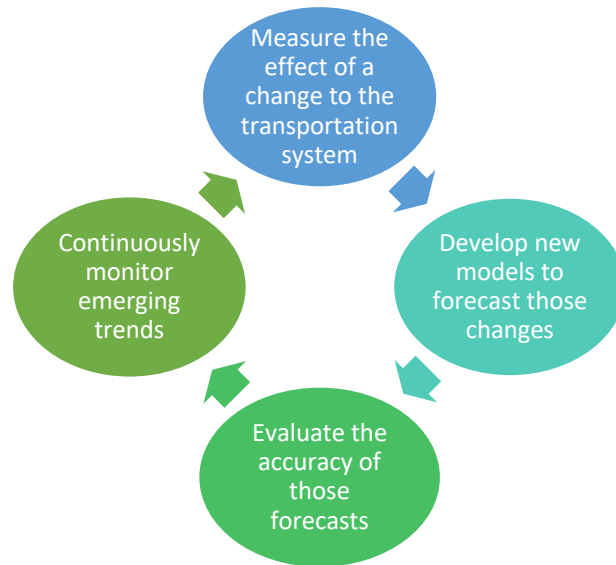 Measure the
effect of a
change to the
transportation
system
Develop new
models to
forecast those
changes
Evaluate the
accuracy of
those
forecasts
Continuously
monitor
emerging
trends